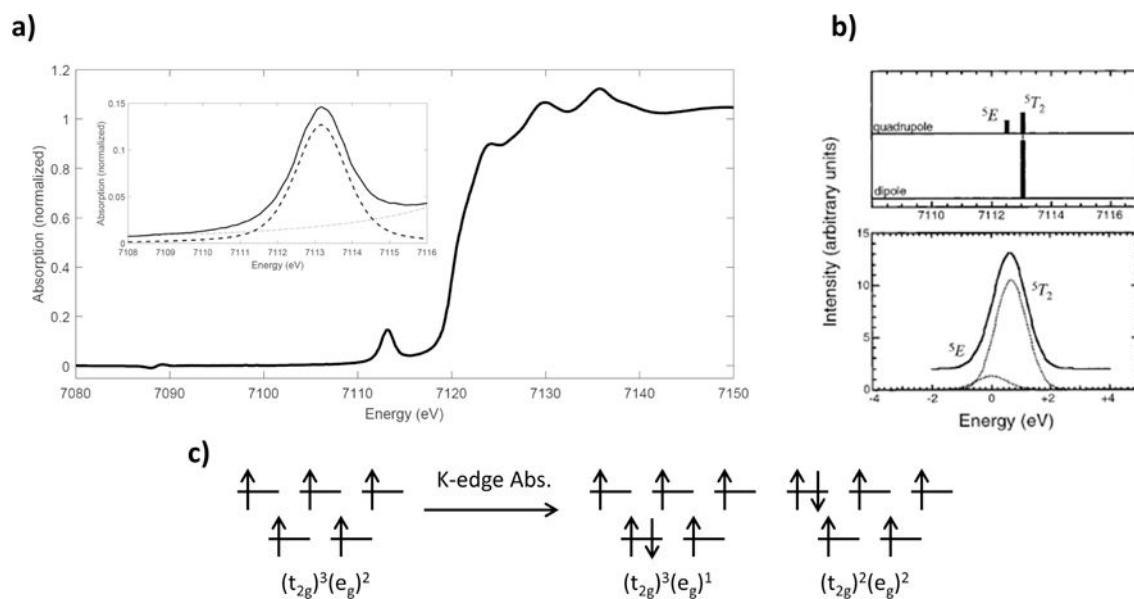 a)
Absorption (normalized)
1.2
1
0.8
0.6
0.4
0.2
0
7080 7090 7100 7110 7120 7130 7140 7150
Energy (eV)
Absorption (normalized)
0.15
0.1
0.05
0
7108 7109 7110 7111 7112 7113 7114 7115 7116
Energy (eV)
b)
Intensity (arbitrary units)
⁵E ⁵T₂
quadrupole
dipole
7110 7112 7114 7116
15
10
5
0
⁵T₂
⁵E
-4 -2 0 +2 +4
Energy (eV)
c)
K-edge Abs.
(t₂g)³(eg)² (t₂g)³(eg)¹ (t₂g)²(eg)²